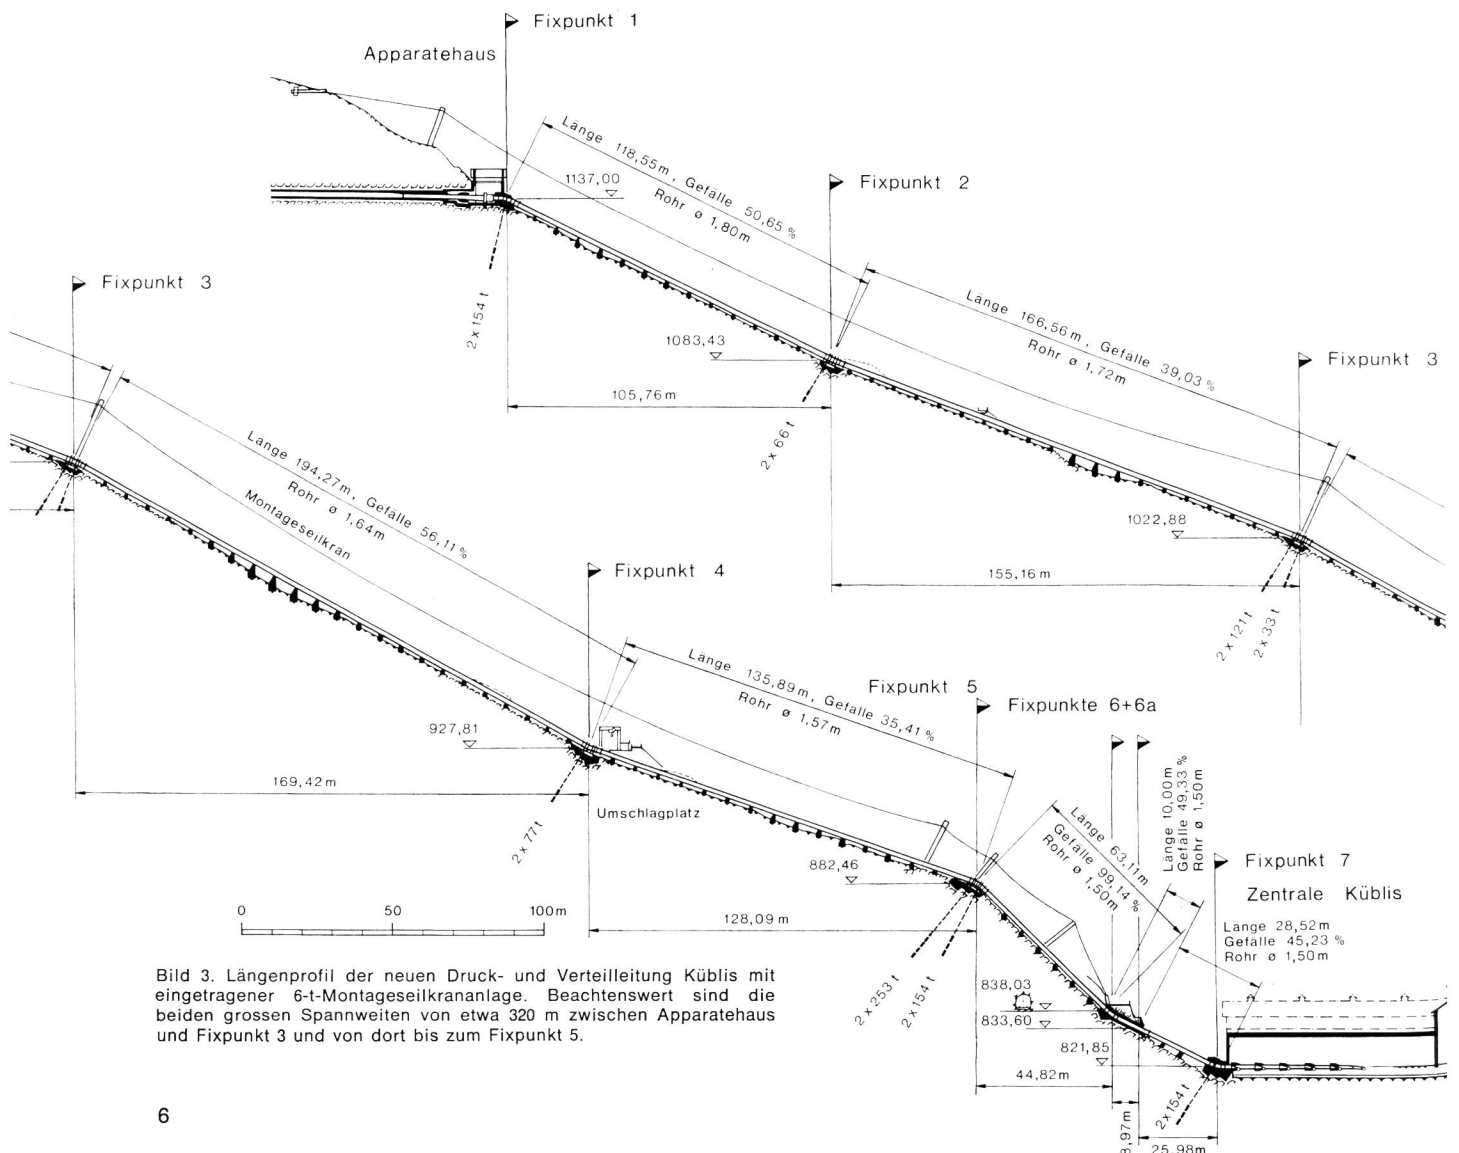 Fixpunkt 1
Apparatehaus
Länge 118,55m, Gefälle 50,65 %
Rohr ø 1,80m
1137,00
2 x 154 t
Fixpunkt 2
Länge 166,56m, Gefälle 39,03 %
Rohr ø 1,72m
1083,43
105,76 m
2 x 66 t
Fixpunkt 3
1022,88
155,16 m
2 x 121 t
2 x 33 t
Fixpunkt 3
Länge 194,27m, Gefälle 56,11 %
Rohr ø 1,64m
Montageseilkran
Fixpunkt 4
927,81
169,42 m
2 x 77 t
Umschlagplatz
Länge 135,89m, Gefälle 35,41 %
Rohr ø 1,57m
Fixpunkt 5
882,46
128,09 m
2 x 253 t
2 x 154 t
Fixpunkte 6+6a
Länge 63,11m
Gefälle 99,14 %
Rohr ø 1,50m
Länge 10,00m
Gefälle 49,33 %
Rohr ø 1,50m
838,03
833,60
821,85
44,82m
8,97m
25,98m
2 x 154 t
Fixpunkt 7
Zentrale Küblis
Länge 28,52m
Gefälle 45,23 %
Rohr ø 1,50m
0 50 100m
Bild 3. Längenprofil der neuen Druck- und Verteilleitung Küblis mit
eingetragener 6-t-Montageseilkrananlage. Beachtenswert sind die
beiden grossen Spannweiten von etwa 320 m zwischen Apparatehaus
und Fixpunkt 3 und von dort bis zum Fixpunkt 5.
6